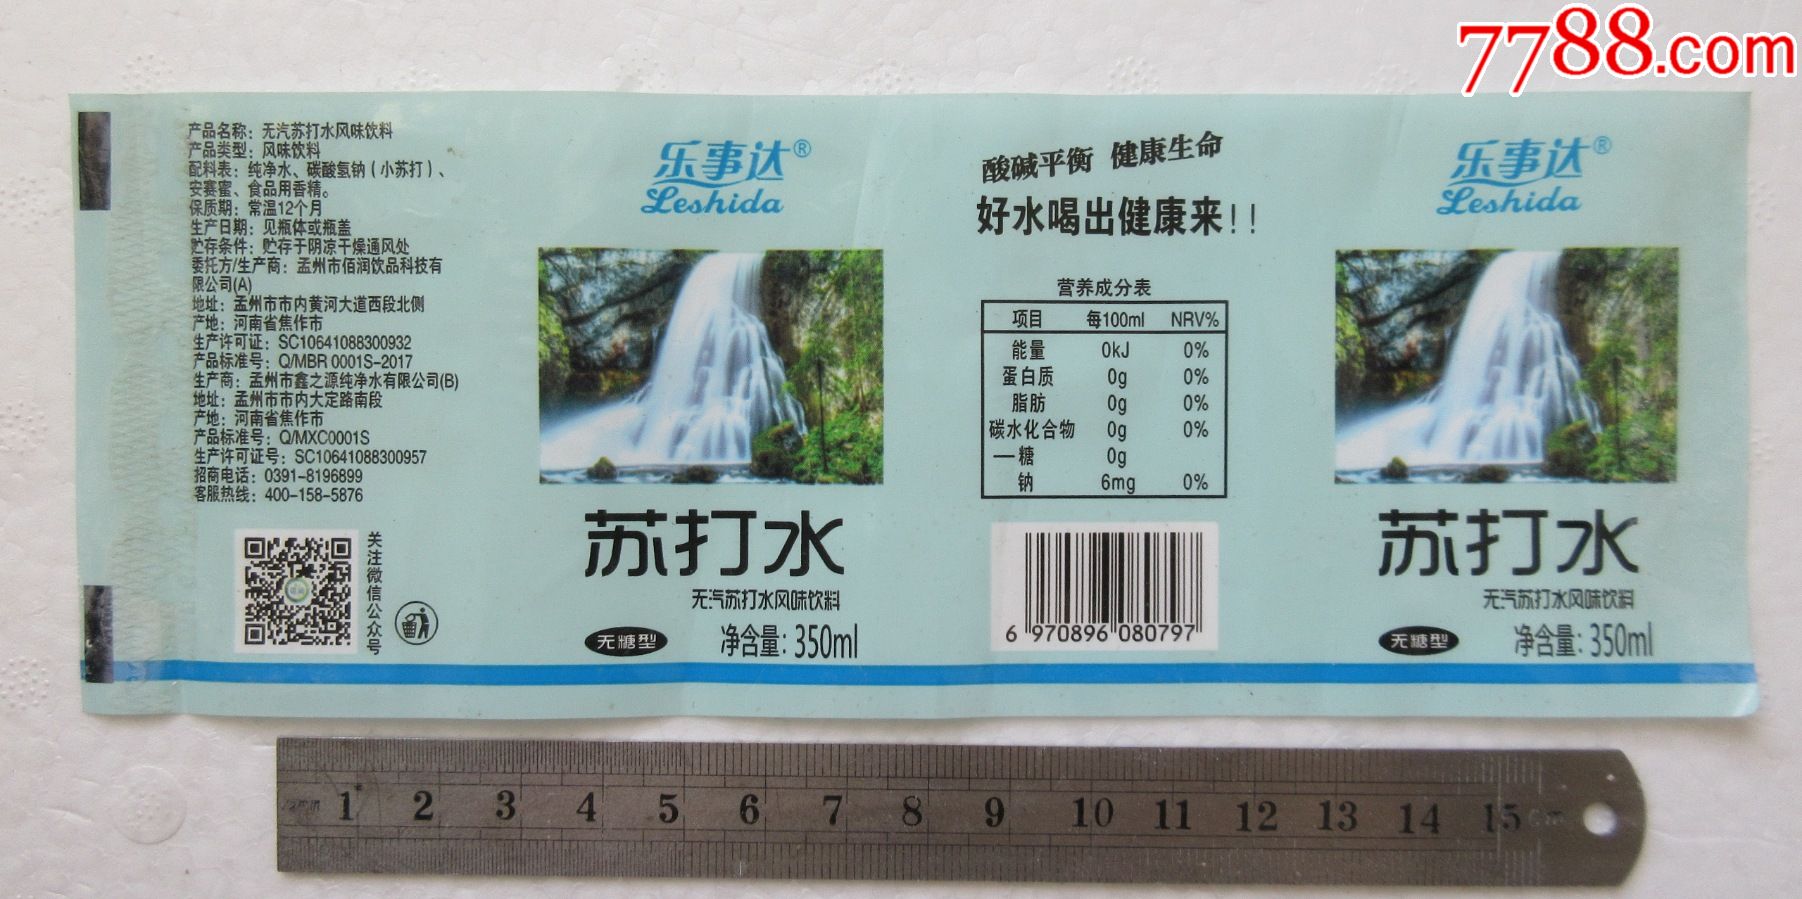 7788.com
产品名称：无汽苏打水风味饮料
产品类型：风味饮料
配料表：纯净水、碳酸氢钠（小苏打）、
安赛蜜、食品用香精。
保质期：常温12个月
生产日期：见瓶体或瓶盖
贮存条件：贮存于阴凉干燥通风处
委托方/生产商：孟州市佰润饮品科技有
限公司(A)
地址：孟州市市内黄河大道西段北侧
产地：河南省焦作市
生产许可证：SC10641088300932
产品标准号：Q/MBR 0001S-2017
生产商：孟州市鑫之源纯净水有限公司(B)
地址：孟州市市内大定路南段
产地：河南省焦作市
产品标准号：Q/MXC0001S
生产许可证号：SC10641088300957
招商电话：0391-8196899
客服热线：400-158-5876
关注微信公众号
乐事达®
Leshida
苏打水
无汽苏打水风味饮料
无糖型
净含量：350ml
酸碱平衡 健康生命
好水喝出健康来！！
营养成分表
项目 每100ml NRV%
能量 0kJ 0%
蛋白质 0g 0%
脂肪 0g 0%
碳水化合物 0g 0%
—糖 0g
钠 6mg 0%
6 970896 080797
乐事达®
Leshida
苏打水
无汽苏打水风味饮料
无糖型
净含量：350ml
1 2 3 4 5 6 7 8 9 10 11 12 13 14 15 cm